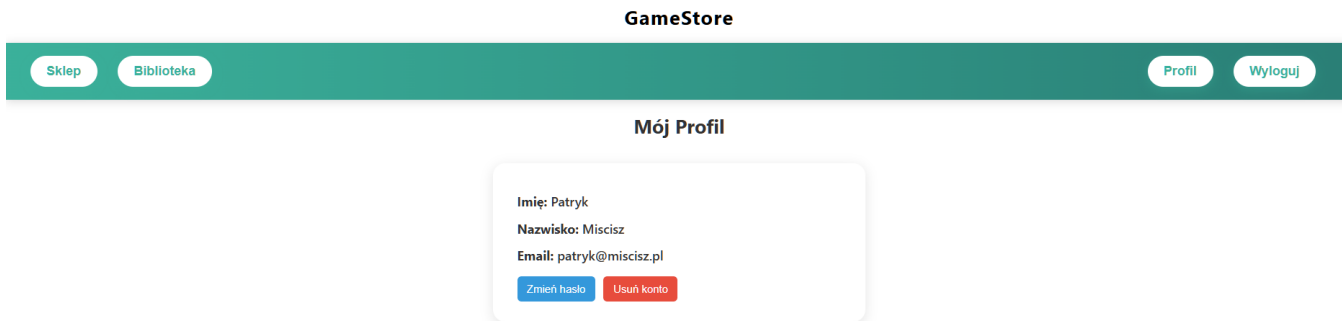 GameStore
Sklep Biblioteka Profil Wyloguj
Mój Profil
Imię: Patryk
Nazwisko: Miscisz
Email: patryk@miscisz.pl
Zmień hasło Usuń konto